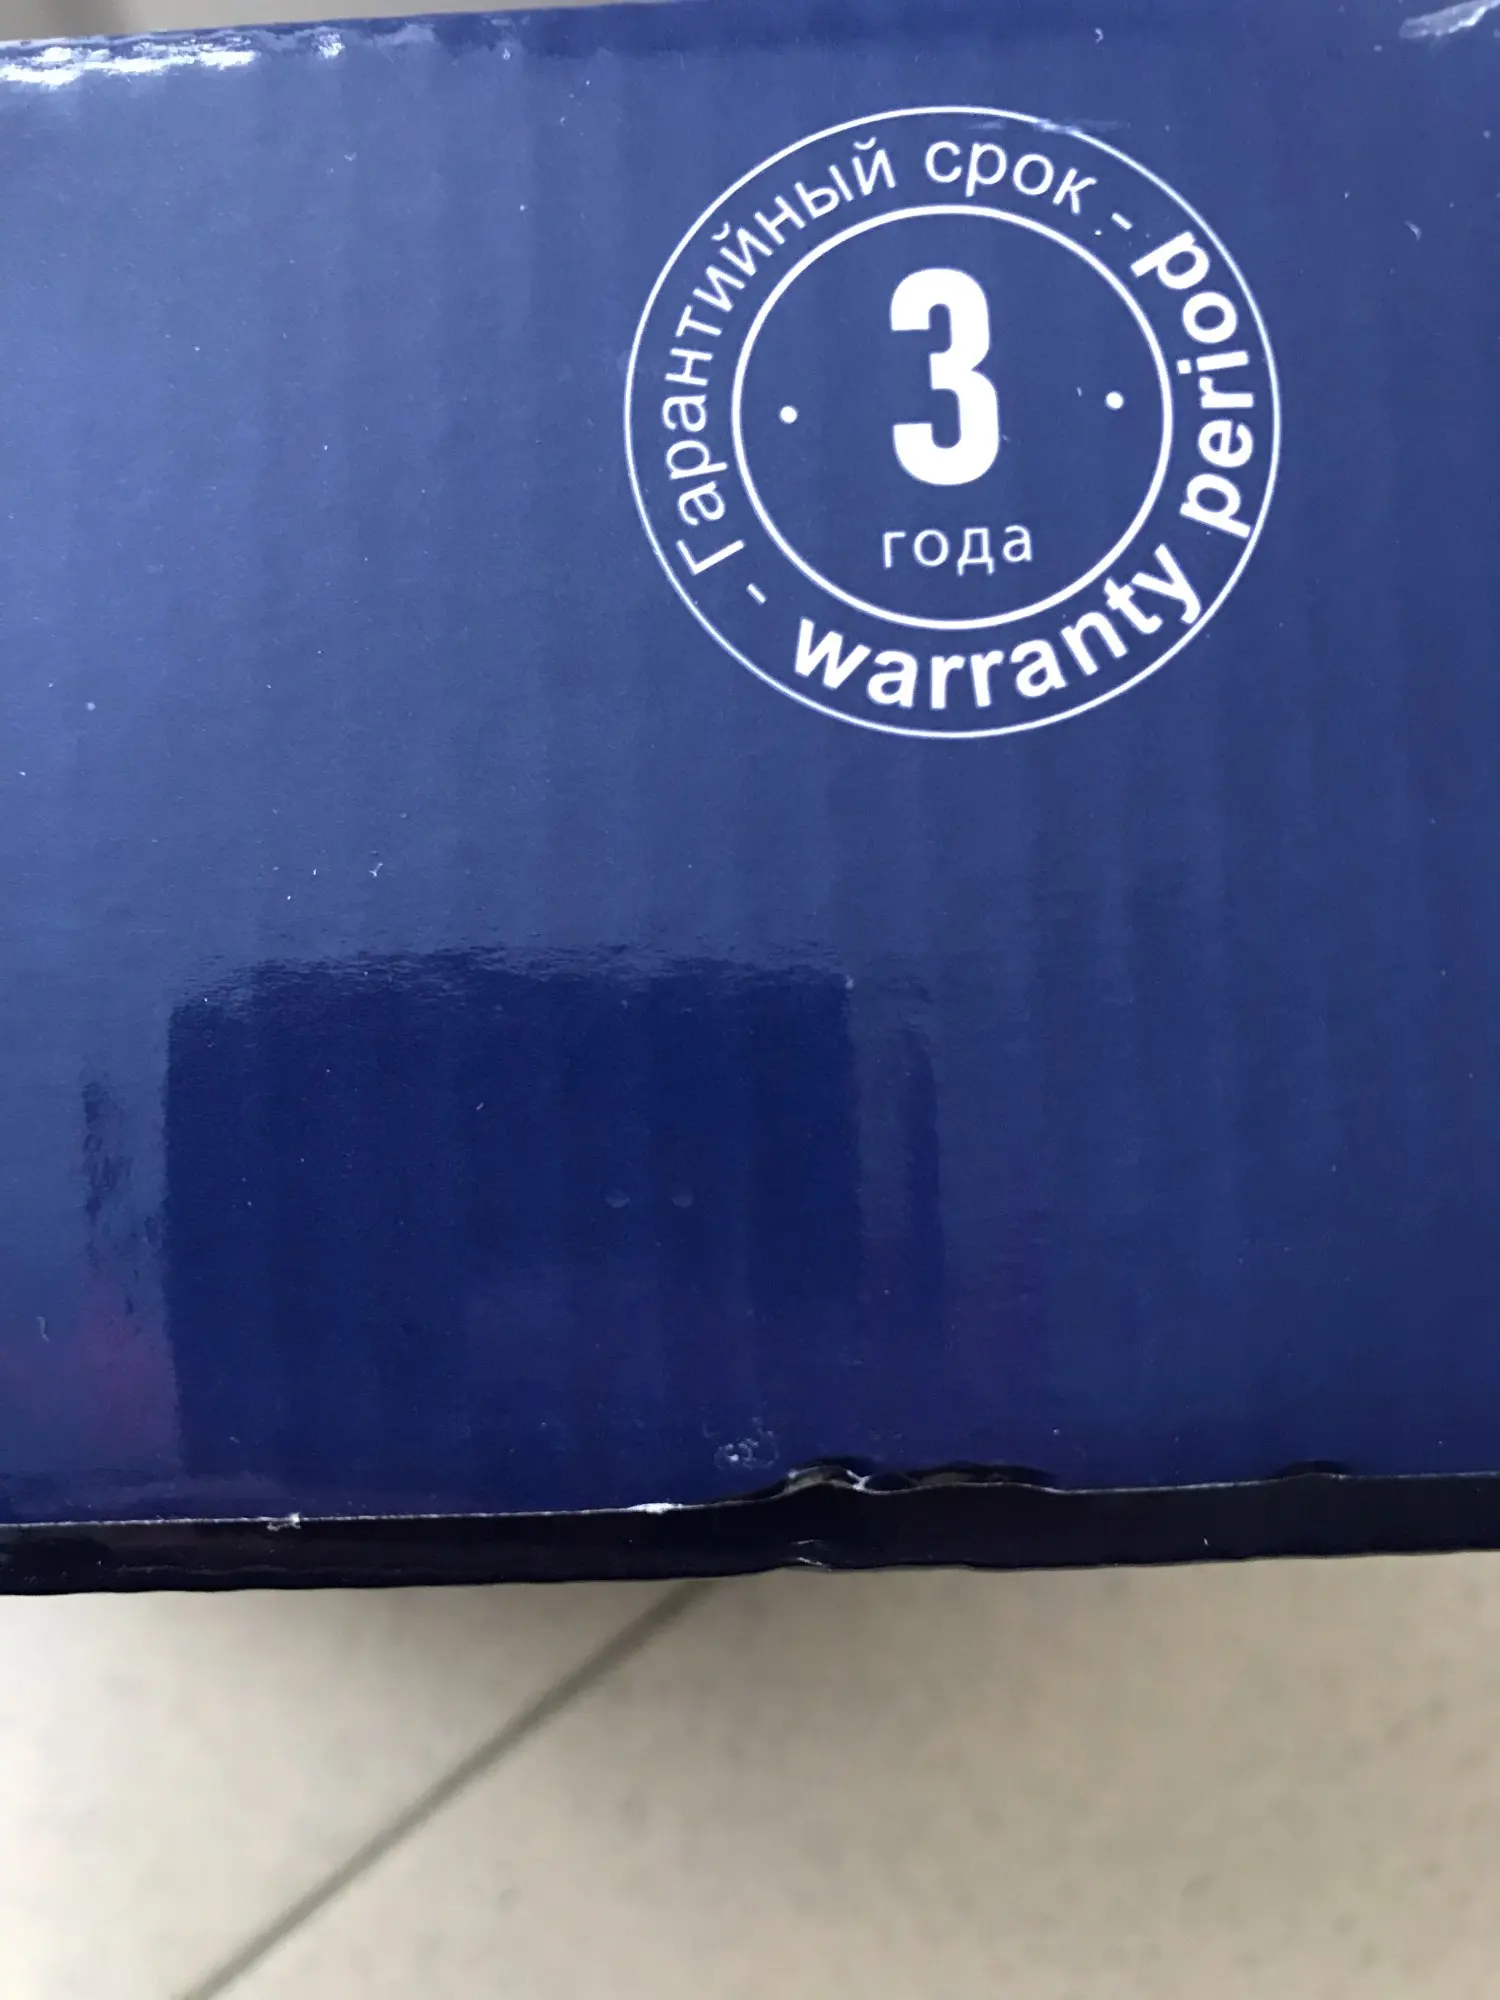 Гарантийный срок - warranty period -
3
года